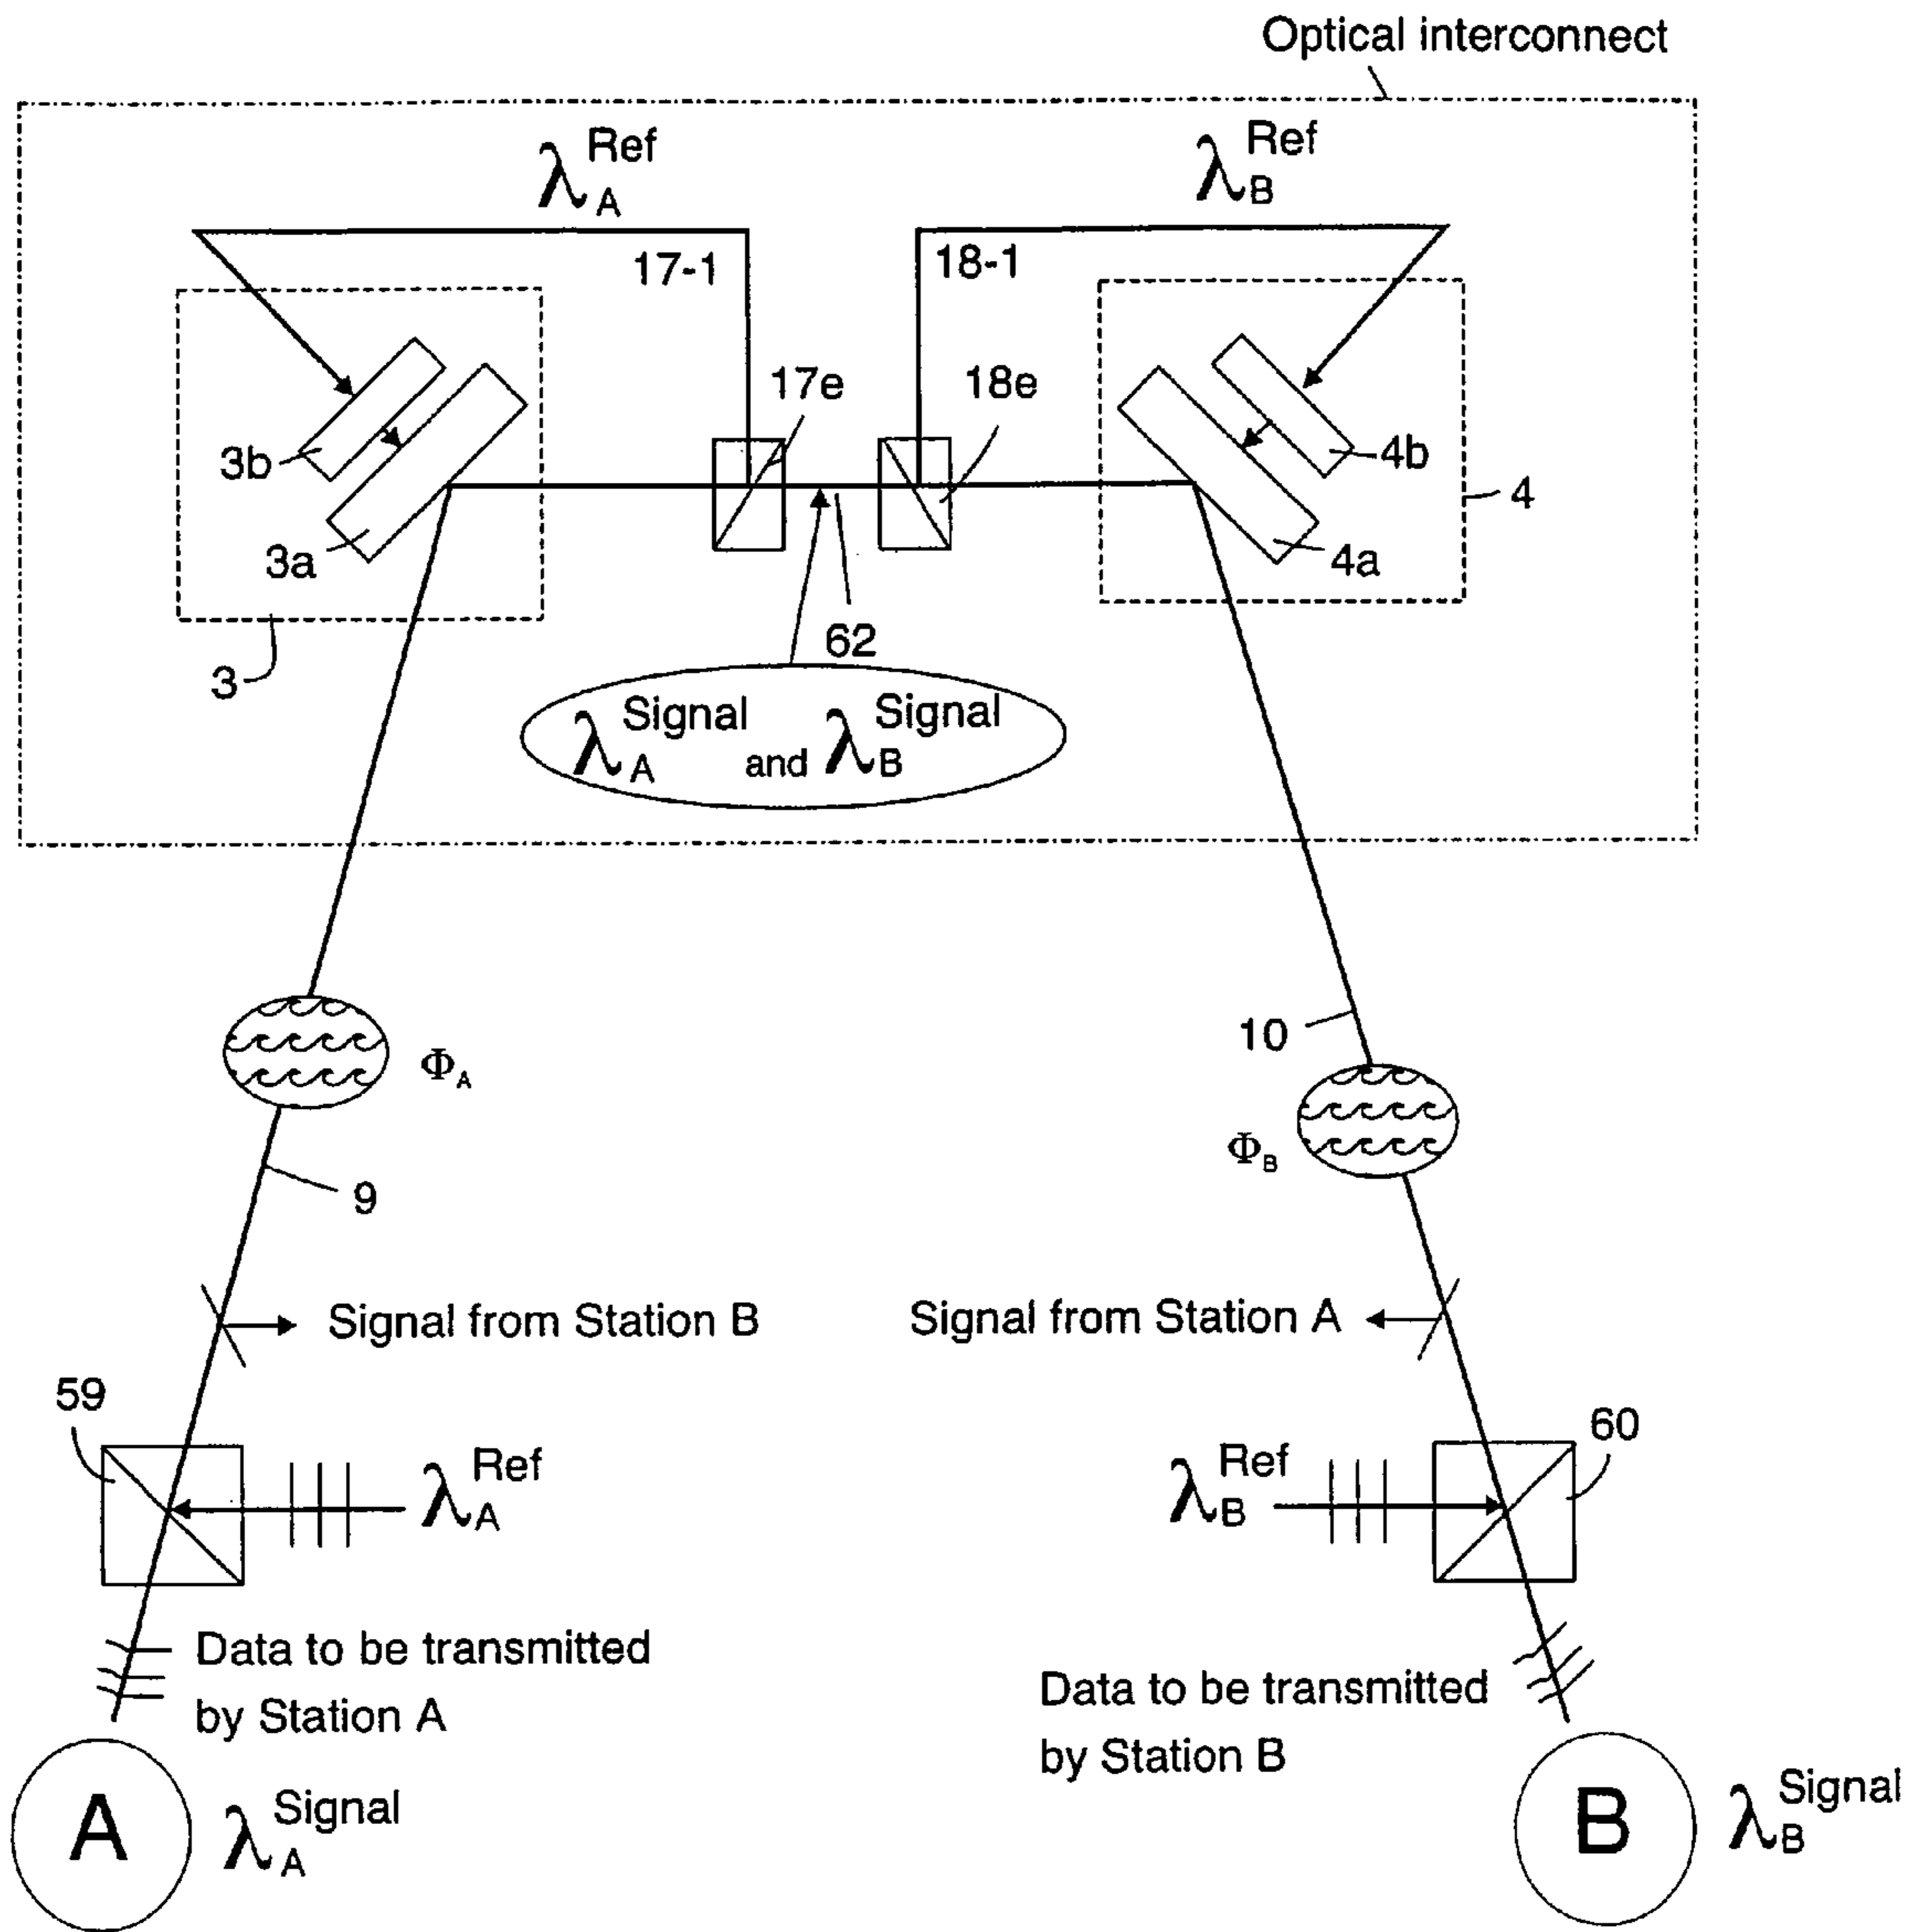 Optical interconnect
λ_A^Ref
λ_B^Ref
17-1
18-1
17e
18e
3b
4b
4
3a
4a
62
3
λ_A^Signal and λ_B^Signal
10
Φ_A
Φ_B
9
Signal from Station B
Signal from Station A
59
60
λ_A^Ref
λ_B^Ref
Data to be transmitted
by Station A
Data to be transmitted
by Station B
A
λ_A^Signal
B
λ_B^Signal